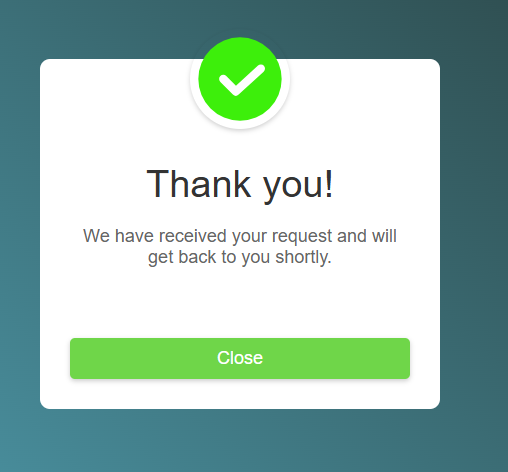 Thank you!
We have received your request and will
get back to you shortly.
Close